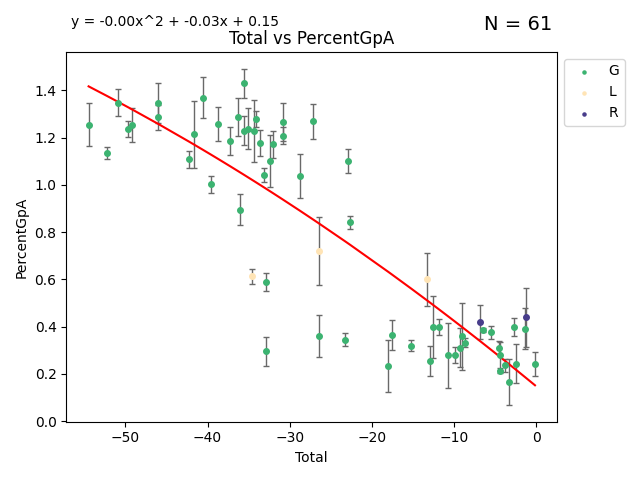 y = -0.00x^2 + -0.03x + 0.15
N = 61
Total vs PercentGpA
G
L
R
PercentGpA
1.4
1.2
1.0
0.8
0.6
0.4
0.2
0.0
−50 −40 −30 −20 −10 0
Total